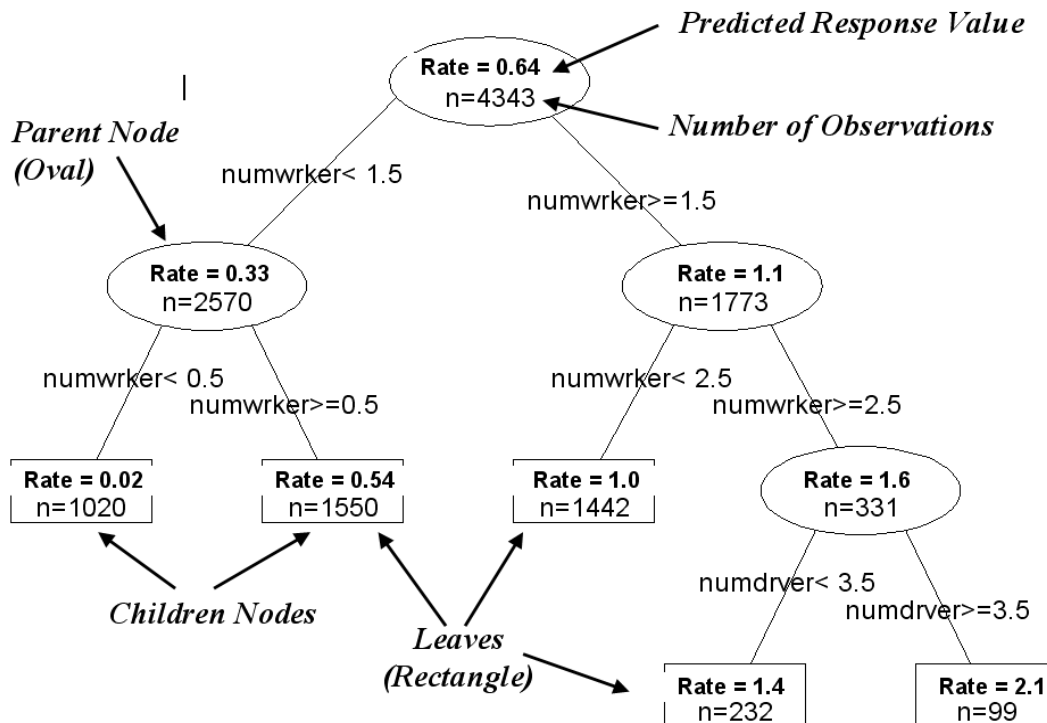 Predicted Response Value
Rate = 0.64
n=4343
Number of Observations
Parent Node
(Oval)
numwrker< 1.5
numwrker>=1.5
Rate = 0.33
n=2570
Rate = 1.1
n=1773
numwrker< 0.5
numwrker>=0.5
numwrker< 2.5
numwrker>=2.5
Rate = 0.02
n=1020
Rate = 0.54
n=1550
Rate = 1.0
n=1442
Rate = 1.6
n=331
Children Nodes
Leaves
(Rectangle)
numdrver< 3.5
numdrver>=3.5
Rate = 1.4
n=232
Rate = 2.1
n=99